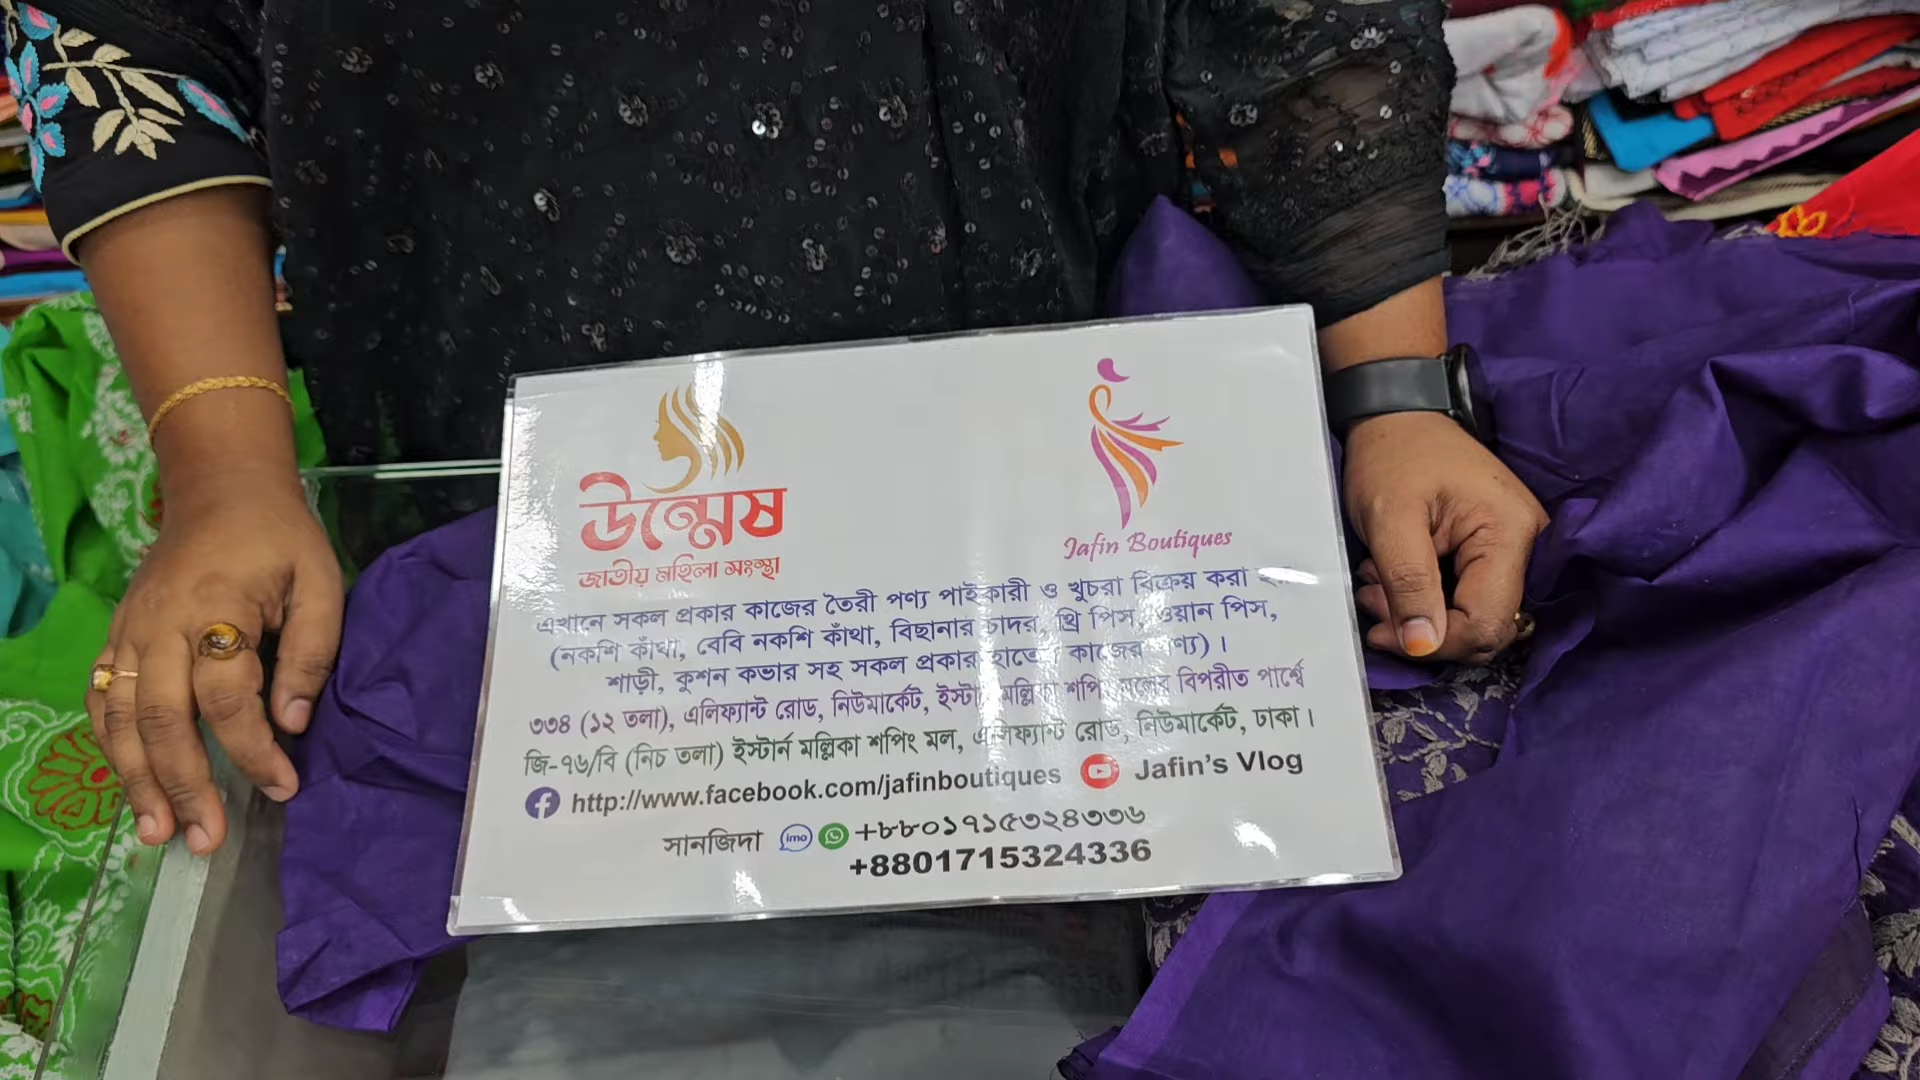 উন্মেষ
জাতীয় মহিলা সংস্থা
Jafin Boutiques
এখানে সকল প্রকার কাজের তৈরী পণ্য পাইকারী ও খুচরা বিক্রয় করা
(নকশি কাঁথা, বেবি নকশি কাঁথা, বিছানার চাদর, থ্রি পিস, ওয়ান পিস,
শাড়ী, কুশন কভার সহ সকল প্রকার হাতের কাজের পণ্য)।
৩৩৪ (১২ তলা), এলিফ্যান্ট রোড, নিউমার্কেট, ইস্টার্ন মল্লিকা শপিং মলের বিপরীত পার্শ্বে
জি-৭৬/বি (নিচ তলা) ইস্টার্ন মল্লিকা শপিং মল, এলিফ্যান্ট রোড, নিউমার্কেট, ঢাকা।
http://www.facebook.com/jafinboutiques Jafin's Vlog
সানজিদা imo +৮৮০১৭১৫৩২৪৩৩৬
+8801715324336